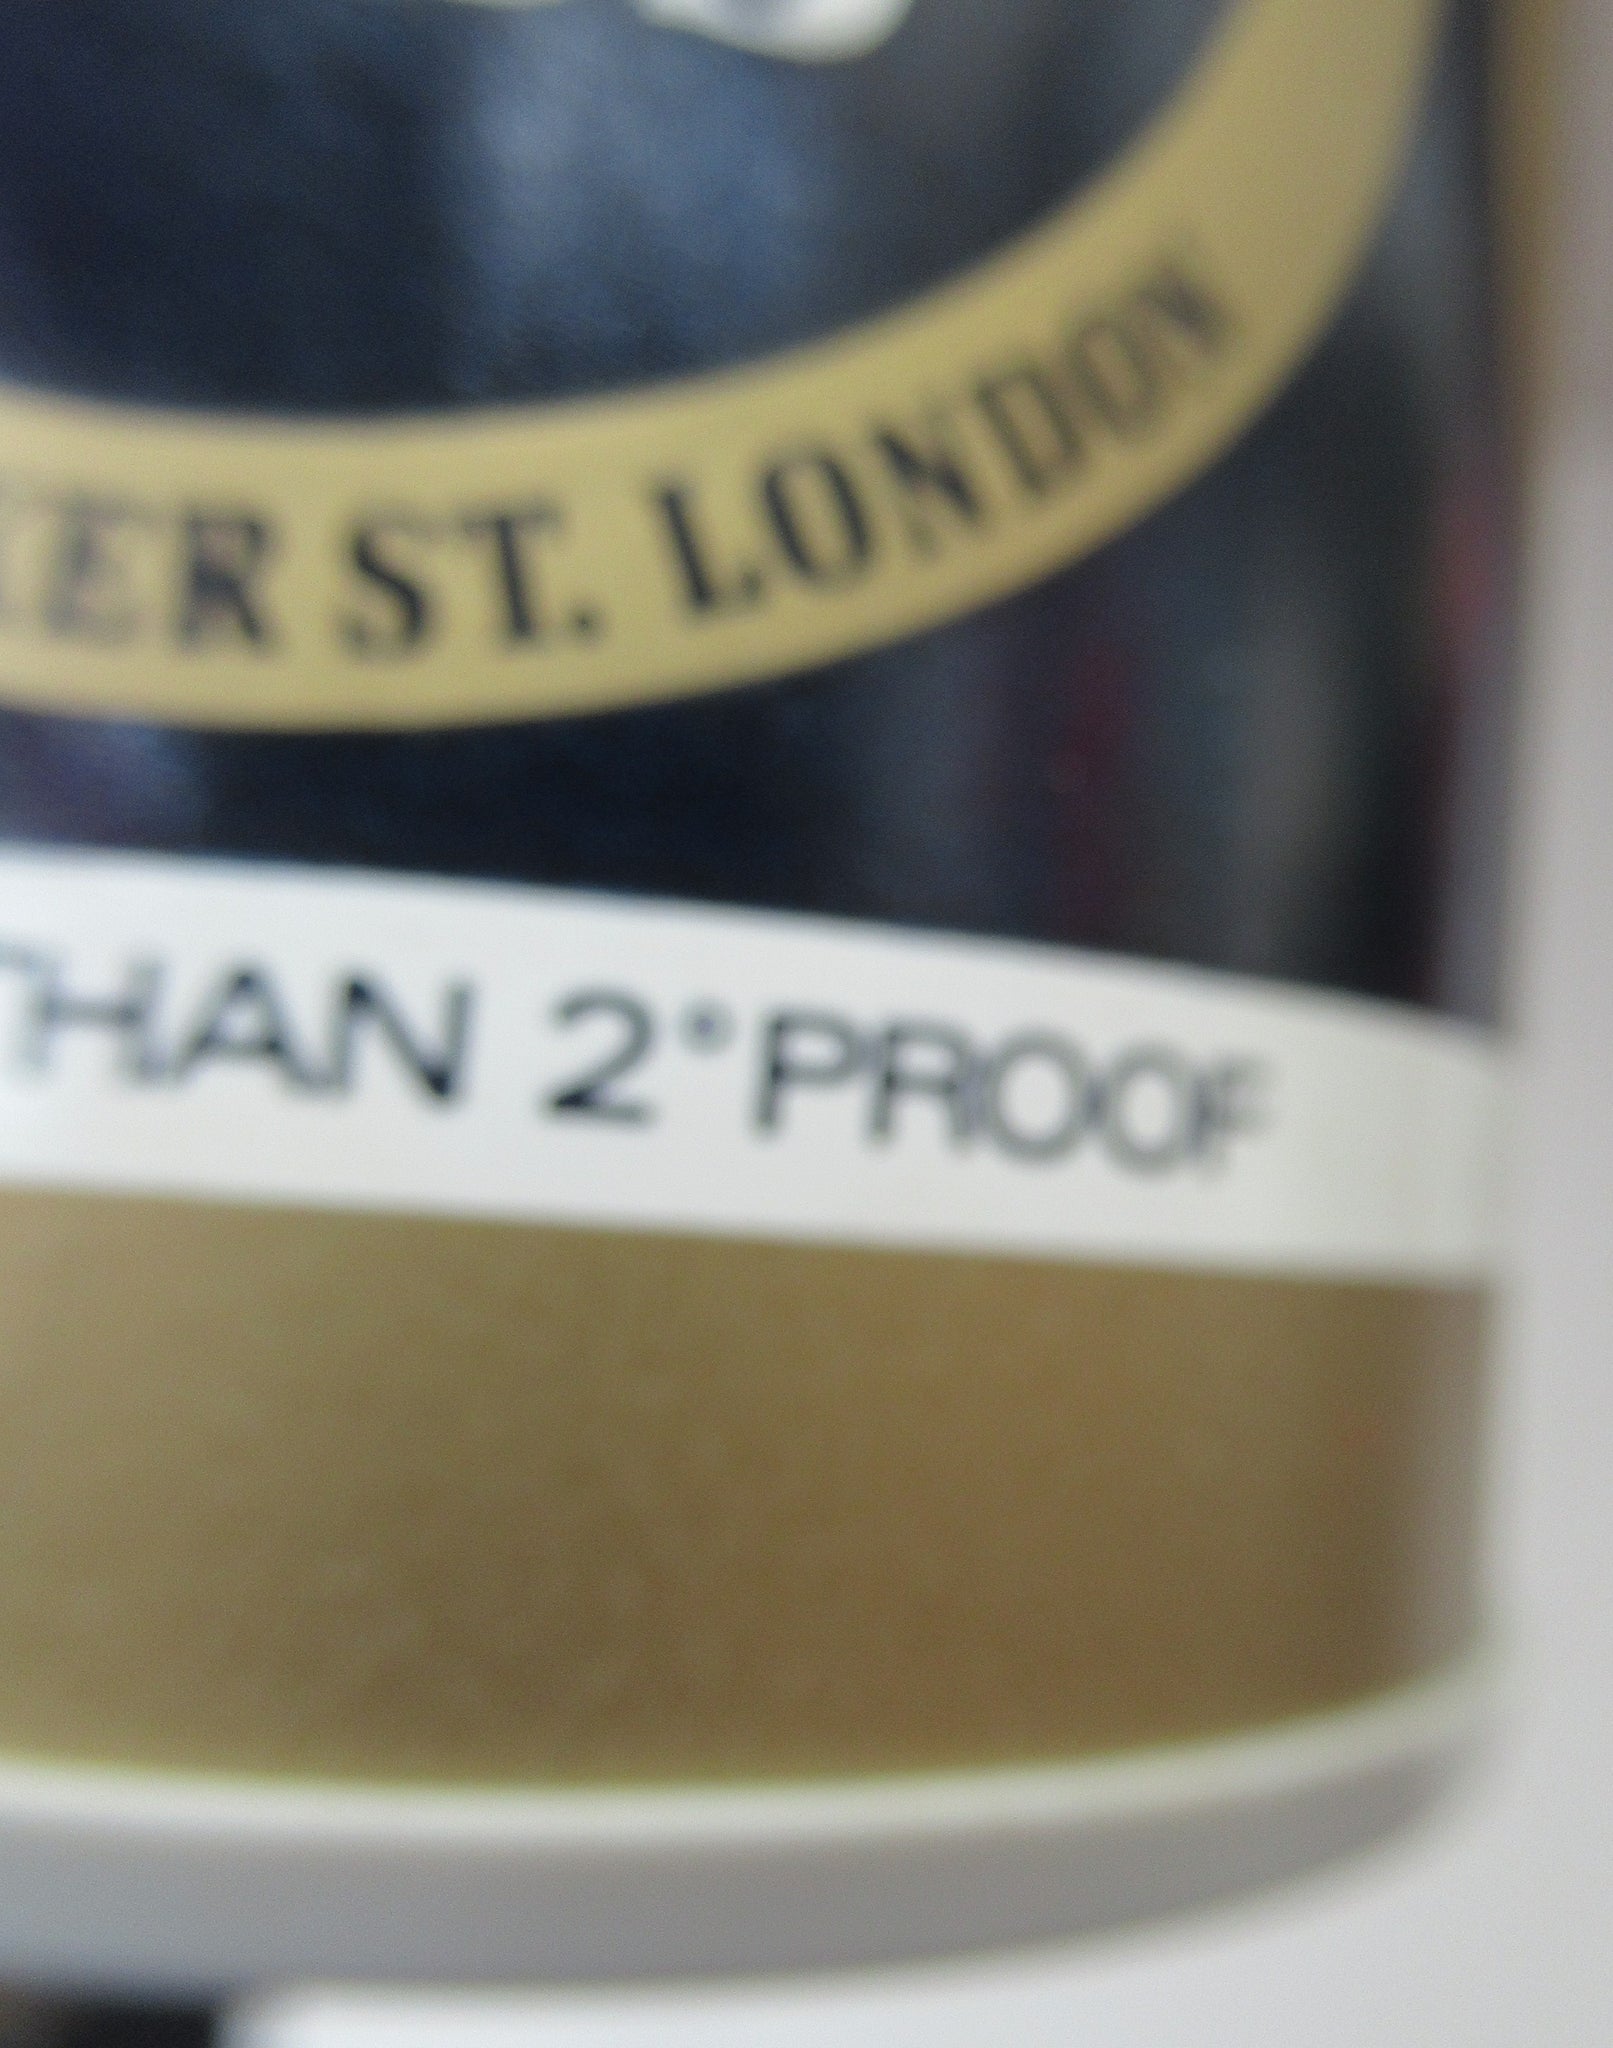 ST. LONDON
THAN 2° PROOF